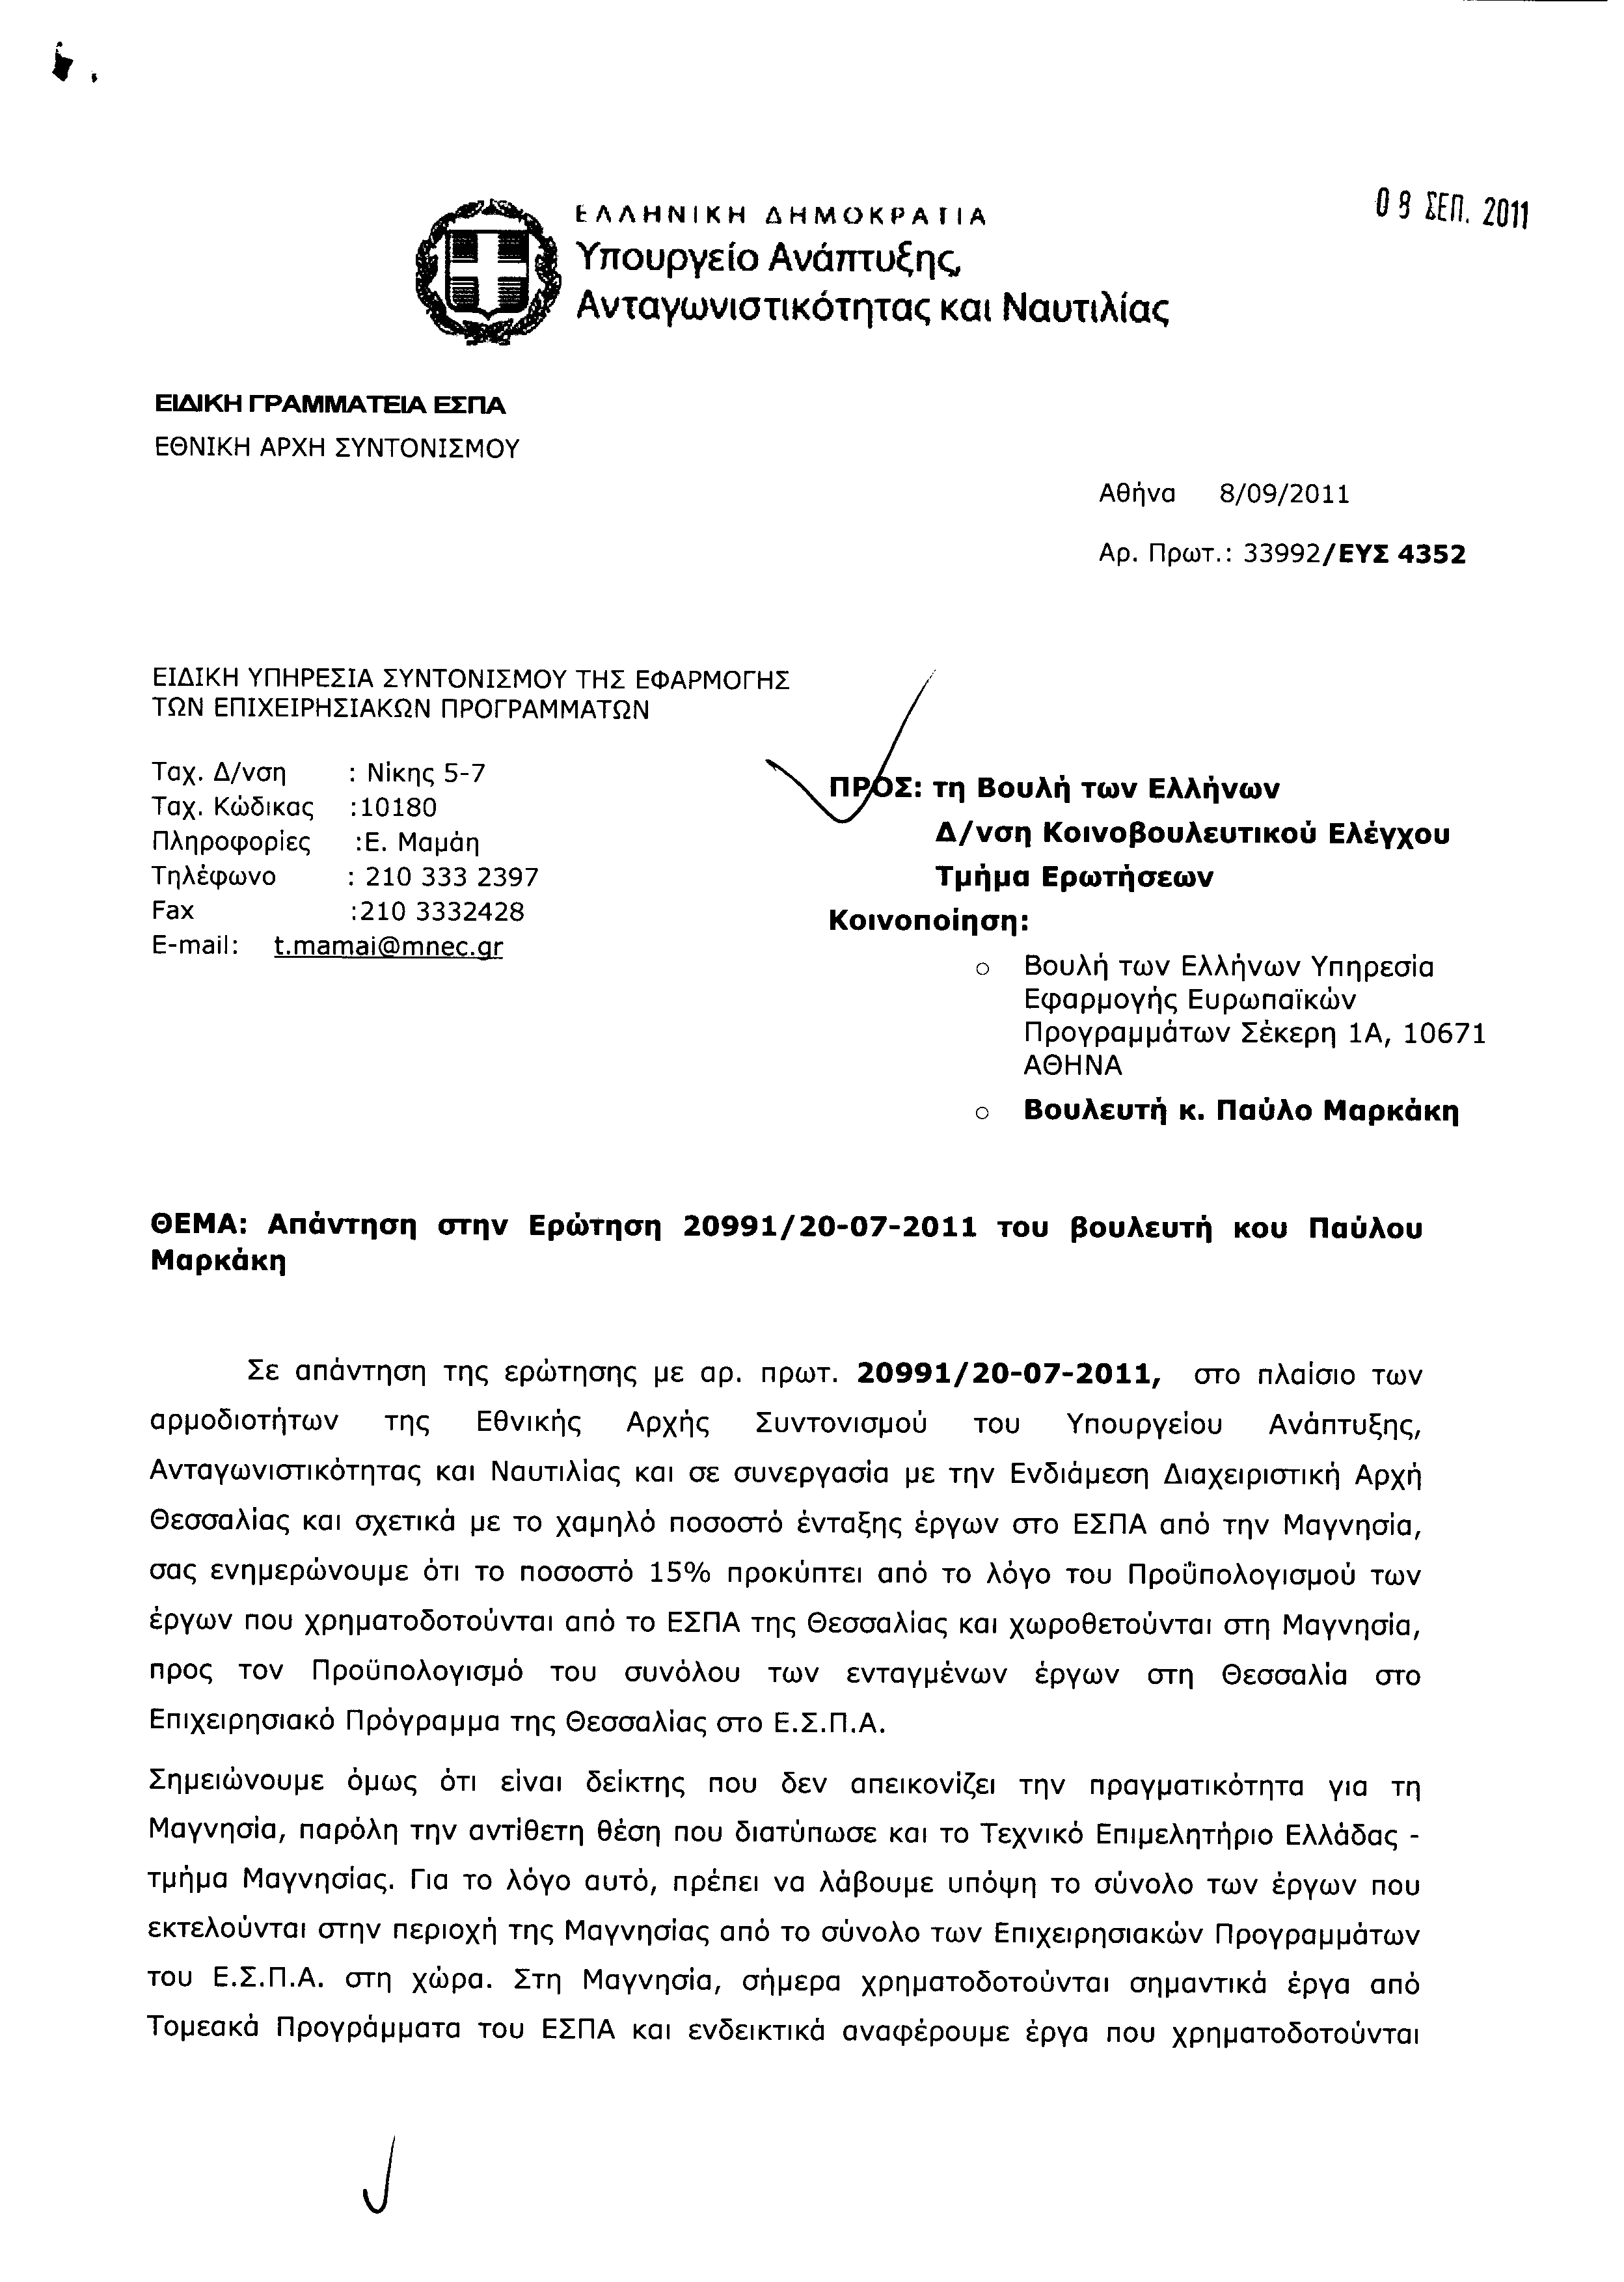 09 ΣΕΠ. 2011
ΕΛΛΗΝΙΚΗ ΔΗΜΟΚΡΑΤΙΑ
Υπουργείο Ανάπτυξης,
Ανταγωνιστικότητας και Ναυτιλίας
ΕΙΔΙΚΗ ΓΡΑΜΜΑΤΕΙΑ ΕΣΠΑ
ΕΘΝΙΚΗ ΑΡΧΗ ΣΥΝΤΟΝΙΣΜΟΥ
Αθήνα 8/09/2011
Αρ. Πρωτ.: 33992/ΕΥΣ 4352
ΕΙΔΙΚΗ ΥΠΗΡΕΣΙΑ ΣΥΝΤΟΝΙΣΜΟΥ ΤΗΣ ΕΦΑΡΜΟΓΗΣ
ΤΩΝ ΕΠΙΧΕΙΡΗΣΙΑΚΩΝ ΠΡΟΓΡΑΜΜΑΤΩΝ
Ταχ. Δ/νση : Νίκης 5-7
Ταχ. Κώδικας :10180
Πληροφορίες :Ε. Μαμάη
Τηλέφωνο : 210 333 2397
Fax :210 3332428
E-mail: t.mamai@mnec.gr
ΠΡΟΣ: τη Βουλή των Ελλήνων
Δ/νση Κοινοβουλευτικού Ελέγχου
Τμήμα Ερωτήσεων
Κοινοποίηση:
o Βουλή των Ελλήνων Υπηρεσία
Εφαρμογής Ευρωπαϊκών
Προγραμμάτων Σέκερη 1Α, 10671
ΑΘΗΝΑ
o Βουλευτή κ. Παύλο Μαρκάκη
ΘΕΜΑ: Απάντηση στην Ερώτηση 20991/20-07-2011 του βουλευτή κου Παύλου
Μαρκάκη
Σε απάντηση της ερώτησης με αρ. πρωτ. 20991/20-07-2011, στο πλαίσιο των
αρμοδιοτήτων της Εθνικής Αρχής Συντονισμού του Υπουργείου Ανάπτυξης,
Ανταγωνιστικότητας και Ναυτιλίας και σε συνεργασία με την Ενδιάμεση Διαχειριστική Αρχή
Θεσσαλίας και σχετικά με το χαμηλό ποσοστό ένταξης έργων στο ΕΣΠΑ από την Μαγνησία,
σας ενημερώνουμε ότι το ποσοστό 15% προκύπτει από το λόγο του Προϋπολογισμού των
έργων που χρηματοδοτούνται από το ΕΣΠΑ της Θεσσαλίας και χωροθετούνται στη Μαγνησία,
προς τον Προϋπολογισμό του συνόλου των ενταγμένων έργων στη Θεσσαλία στο
Επιχειρησιακό Πρόγραμμα της Θεσσαλίας στο Ε.Σ.Π.Α.
Σημειώνουμε όμως ότι είναι δείκτης που δεν απεικονίζει την πραγματικότητα για τη
Μαγνησία, παρόλη την αντίθετη θέση που διατύπωσε και το Τεχνικό Επιμελητήριο Ελλάδας -
τμήμα Μαγνησίας. Για το λόγο αυτό, πρέπει να λάβουμε υπόψη το σύνολο των έργων που
εκτελούνται στην περιοχή της Μαγνησίας από το σύνολο των Επιχειρησιακών Προγραμμάτων
του Ε.Σ.Π.Α. στη χώρα. Στη Μαγνησία, σήμερα χρηματοδοτούνται σημαντικά έργα από
Τομεακά Προγράμματα του ΕΣΠΑ και ενδεικτικά αναφέρουμε έργα που χρηματοδοτούνται